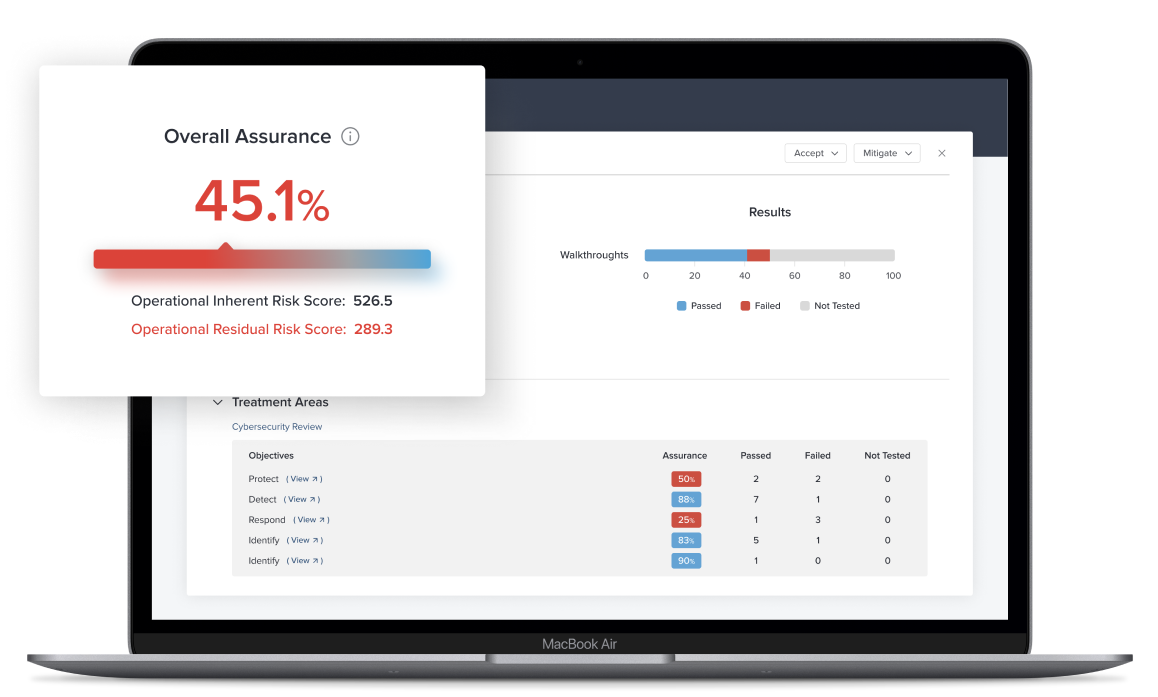 Overall Assurance
45.1%
Operational Inherent Risk Score: 526.5
Operational Residual Risk Score: 289.3
Accept
Mitigate
Results
Walkthroughts
0 20 40 60 80 100
Passed Failed Not Tested
Treatment Areas
Cybersecurity Review
Objectives Assurance Passed Failed Not Tested
Protect (View ↗) 50% 2 2 0
Detect (View ↗) 88% 7 1 0
Respond (View ↗) 25% 1 3 0
Identify (View ↗) 83% 5 1 0
Identify (View ↗) 90% 1 0 0
MacBook Air